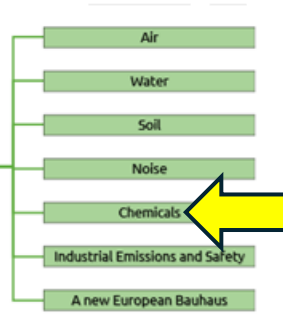 Air
Water
Soil
Noise
Chemicals
Industrial Emissions and Safety
A new European Bauhaus